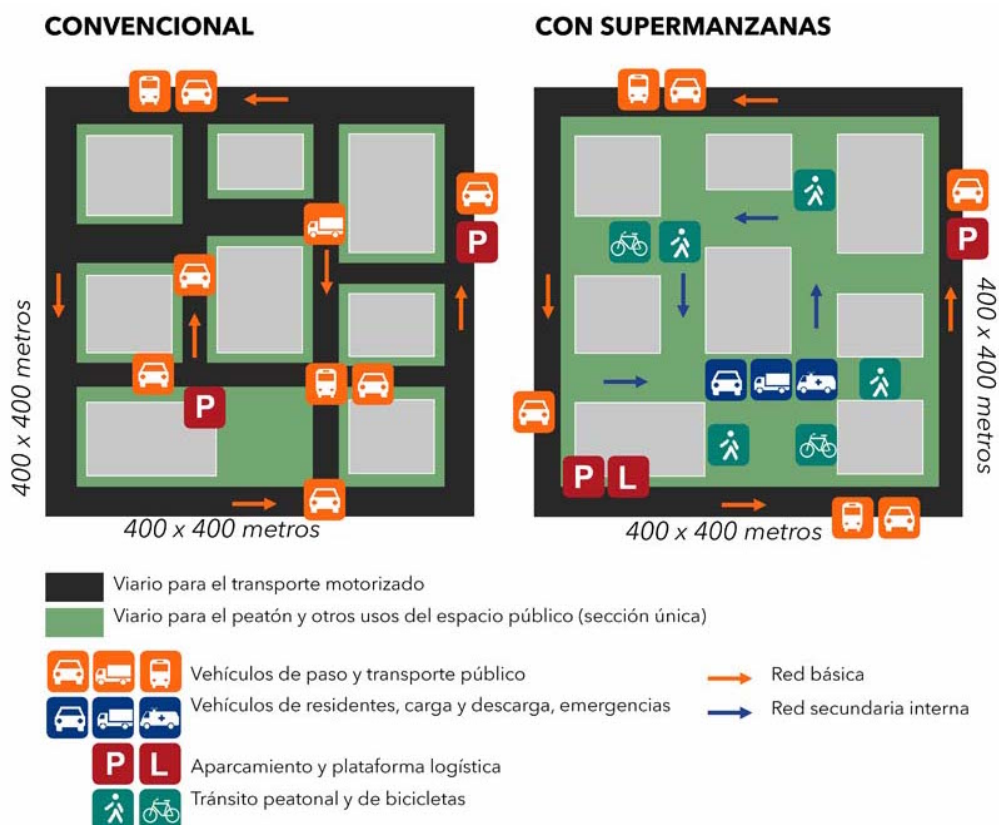 CONVENCIONAL
CON SUPERMANZANAS
P
P
P
P L
400 x 400 metros
400 x 400 metros
400 x 400 metros
400 x 400 metros
Viario para el transporte motorizado
Viario para el peatón y otros usos del espacio público (sección única)
Vehículos de paso y transporte público
Red básica
Vehículos de residentes, carga y descarga, emergencias
Red secundaria interna
P L
Aparcamiento y plataforma logística
Tránsito peatonal y de bicicletas